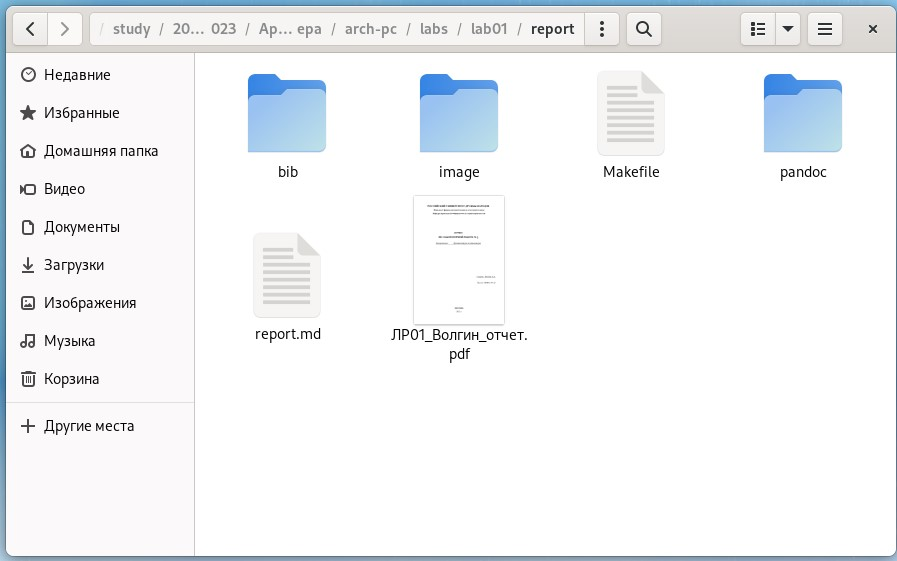 / study / 20... 023 / Ap... ера / arch-pc / labs / lab01 / report
Недавние
Избранные
Домашняя папка
Видео
Документы
Загрузки
Изображения
Музыка
Корзина
Другие места
bib
image
Makefile
pandoc
report.md
ЛР01_Волгин_отчет.
pdf